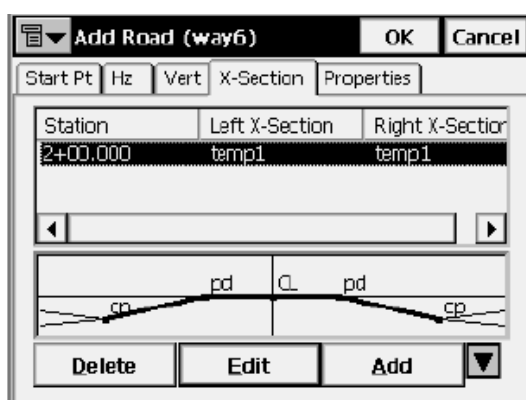 Add Road (way6) OK Cancel
Start Pt Hz Vert X-Section Properties
Station Left X-Section Right X-Section
2+00.000 temp1 temp1
pd CL pd
cp cp
Delete Edit Add